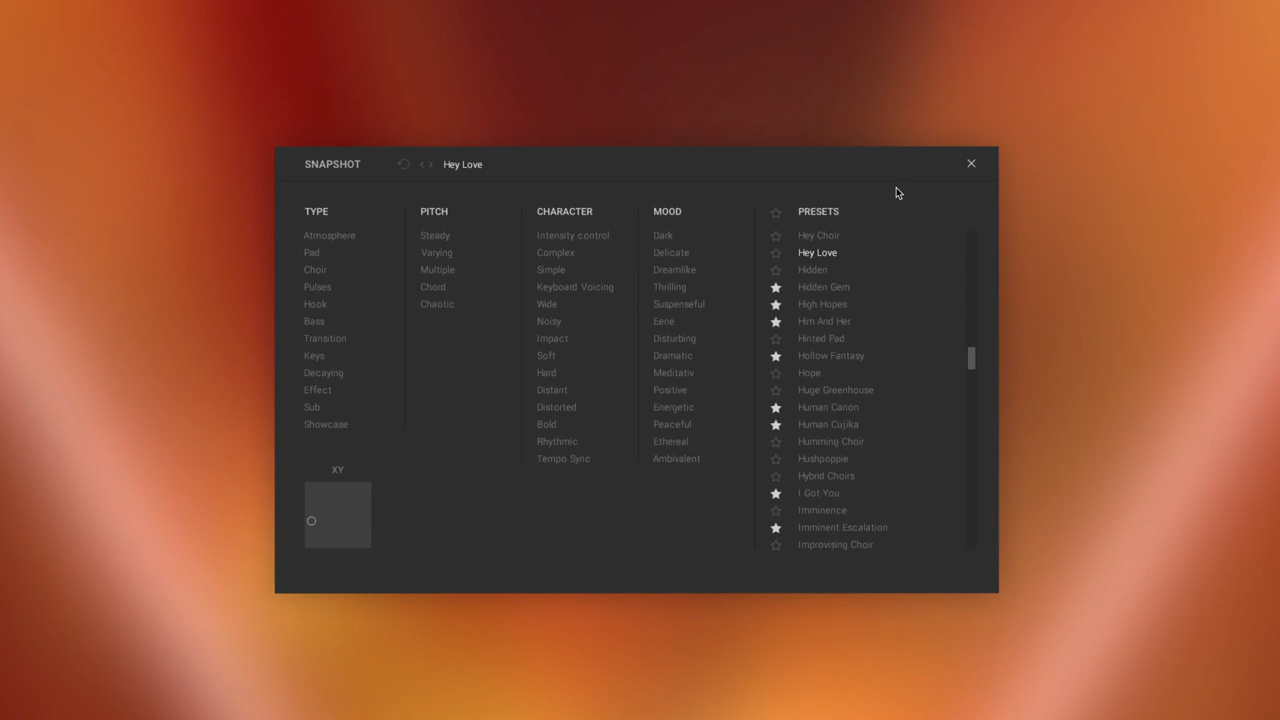 SNAPSHOT
Hey Love
TYPE
Atmosphere
Pad
Choir
Pulses
Hook
Bass
Transition
Keys
Decaying
Effect
Sub
Showcase
XY
PITCH
Steady
Varying
Multiple
Chord
Chaotic
CHARACTER
Intensity control
Complex
Simple
Keyboard Voicing
Wide
Noisy
Impact
Soft
Hard
Distant
Distorted
Bold
Rhythmic
Tempo Sync
MOOD
Dark
Delicate
Dreamlike
Thrilling
Suspenseful
Eerie
Disturbing
Dramatic
Meditativ
Positive
Energetic
Peaceful
Ethereal
Ambivalent
PRESETS
Hey Choir
Hey Love
Hidden
Hidden Gem
High Hopes
Him And Her
Hinted Pad
Hollow Fantasy
Hope
Huge Greenhouse
Human Canon
Human Cujika
Humming Choir
Hushpoppie
Hybrid Choirs
I Got You
Imminence
Imminent Escalation
Improvising Choir